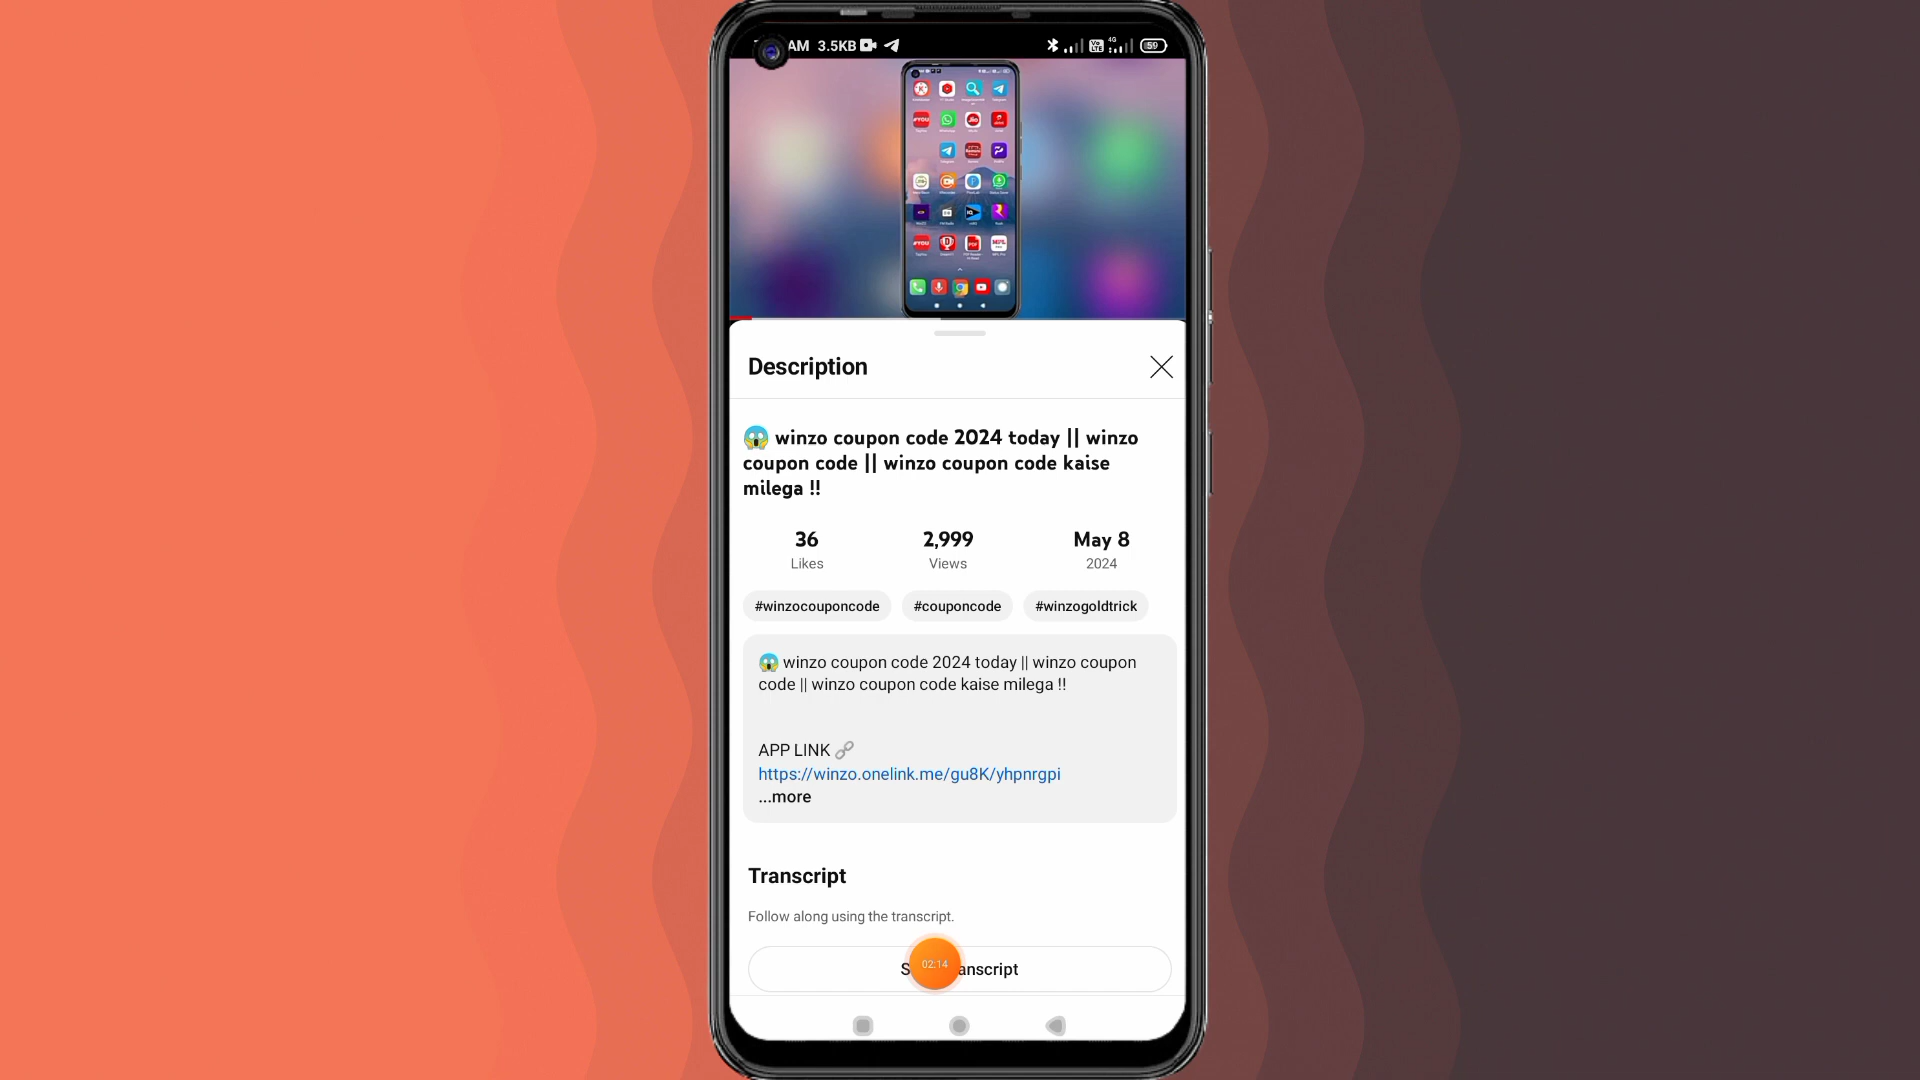 AM 3.5KB
4G
59
Description
😱 winzo coupon code 2024 today || winzo
coupon code || winzo coupon code kaise
milega !!
36
Likes
2,999
Views
May 8
2024
#winzocouponcode
#couponcode
#winzogoldtrick
😱 winzo coupon code 2024 today || winzo coupon
code || winzo coupon code kaise milega !!
APP LINK 🔗
https://winzo.onelink.me/gu8K/yhpnrgpi
...more
Transcript
Follow along using the transcript.
02:14